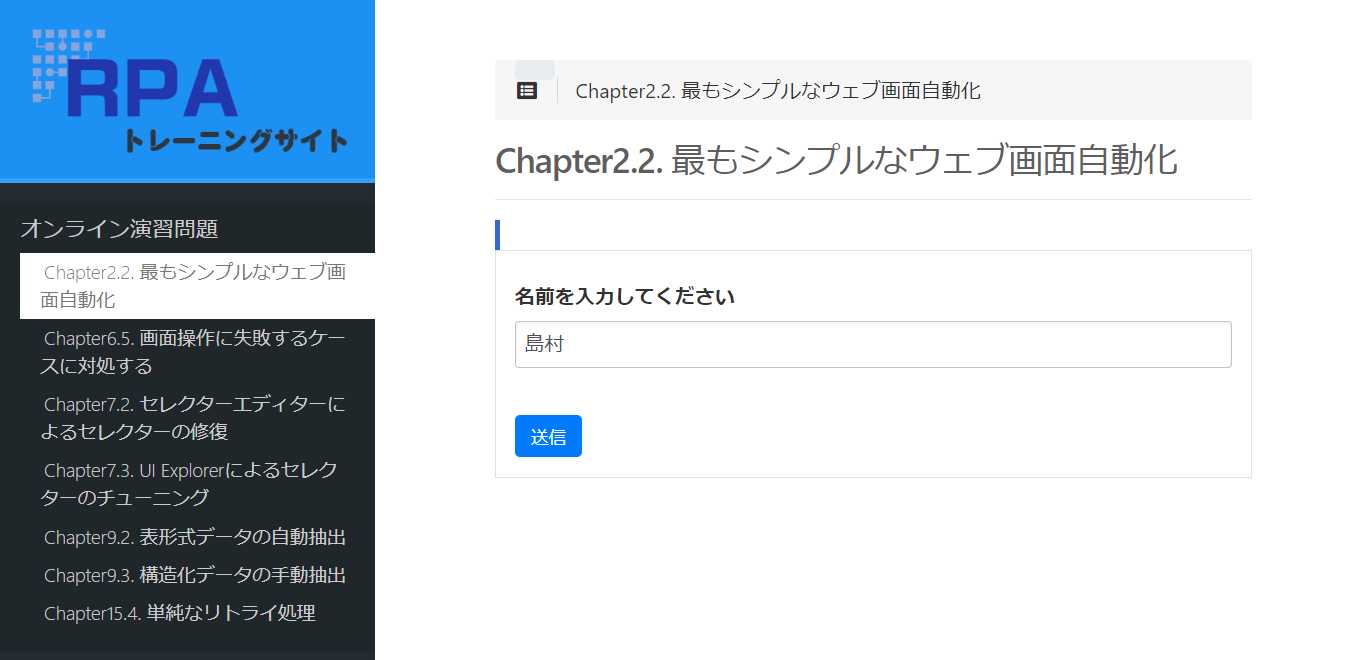 RPA
トレーニングサイト
オンライン演習問題
Chapter2.2. 最もシンプルなウェブ画
面自動化
Chapter6.5. 画面操作に失敗するケー
スに対処する
Chapter7.2. セレクターエディターに
よるセレクターの修復
Chapter7.3. UI Explorerによるセレク
ターのチューニング
Chapter9.2. 表形式データの自動抽出
Chapter9.3. 構造化データの手動抽出
Chapter15.4. 単純なリトライ処理
Chapter2.2. 最もシンプルなウェブ画面自動化
Chapter2.2. 最もシンプルなウェブ画面自動化
名前を入力してください
島村
送信